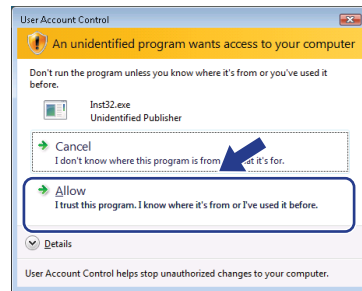 User Account Control
An unidentified program wants access to your computer
Don't run the program unless you know where it's from or you've used it
before.
Inst32.exe
Unidentified Publisher
Cancel
I don't know where this program is from at it's for.
Allow
I trust this program. I know where it's from or I've used it before.
Details
User Account Control helps stop unauthorized changes to your computer.